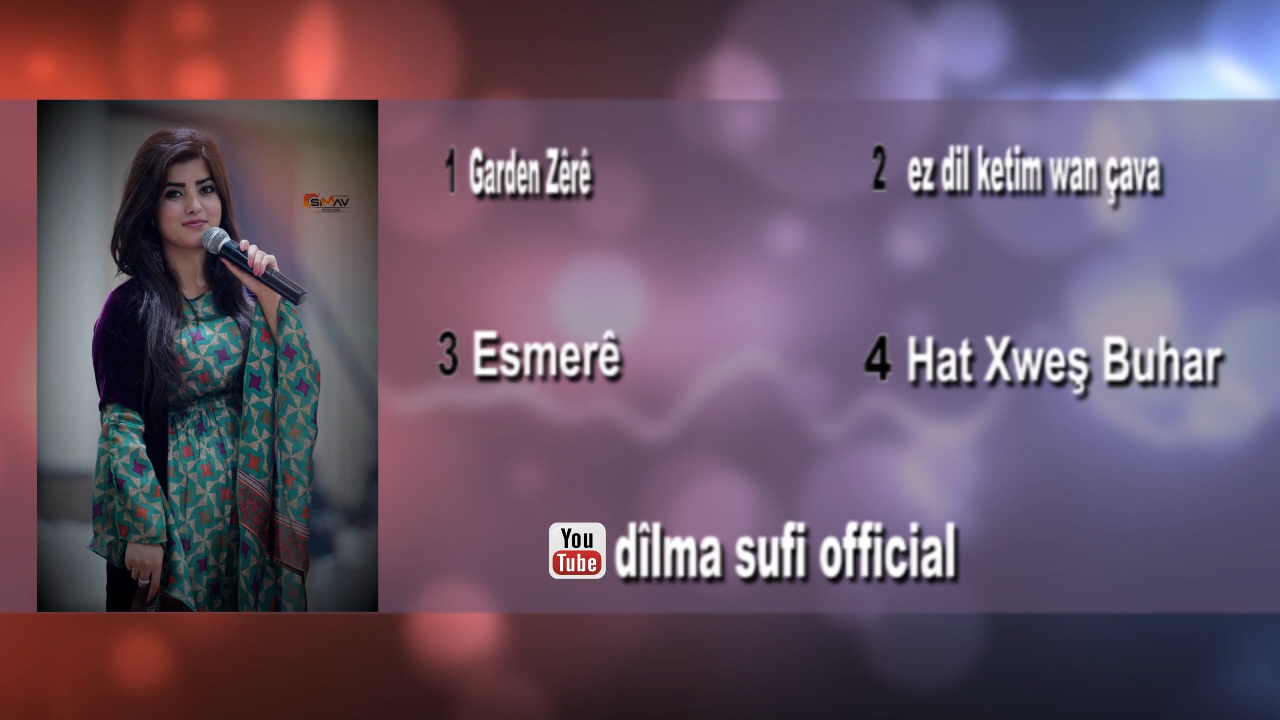 1 Garden Zêrê
2 ez dil ketim wan çava
3 Esmerê
4 Hat Xweş Buhar
You Tube dîlma sufi official
SiMAV